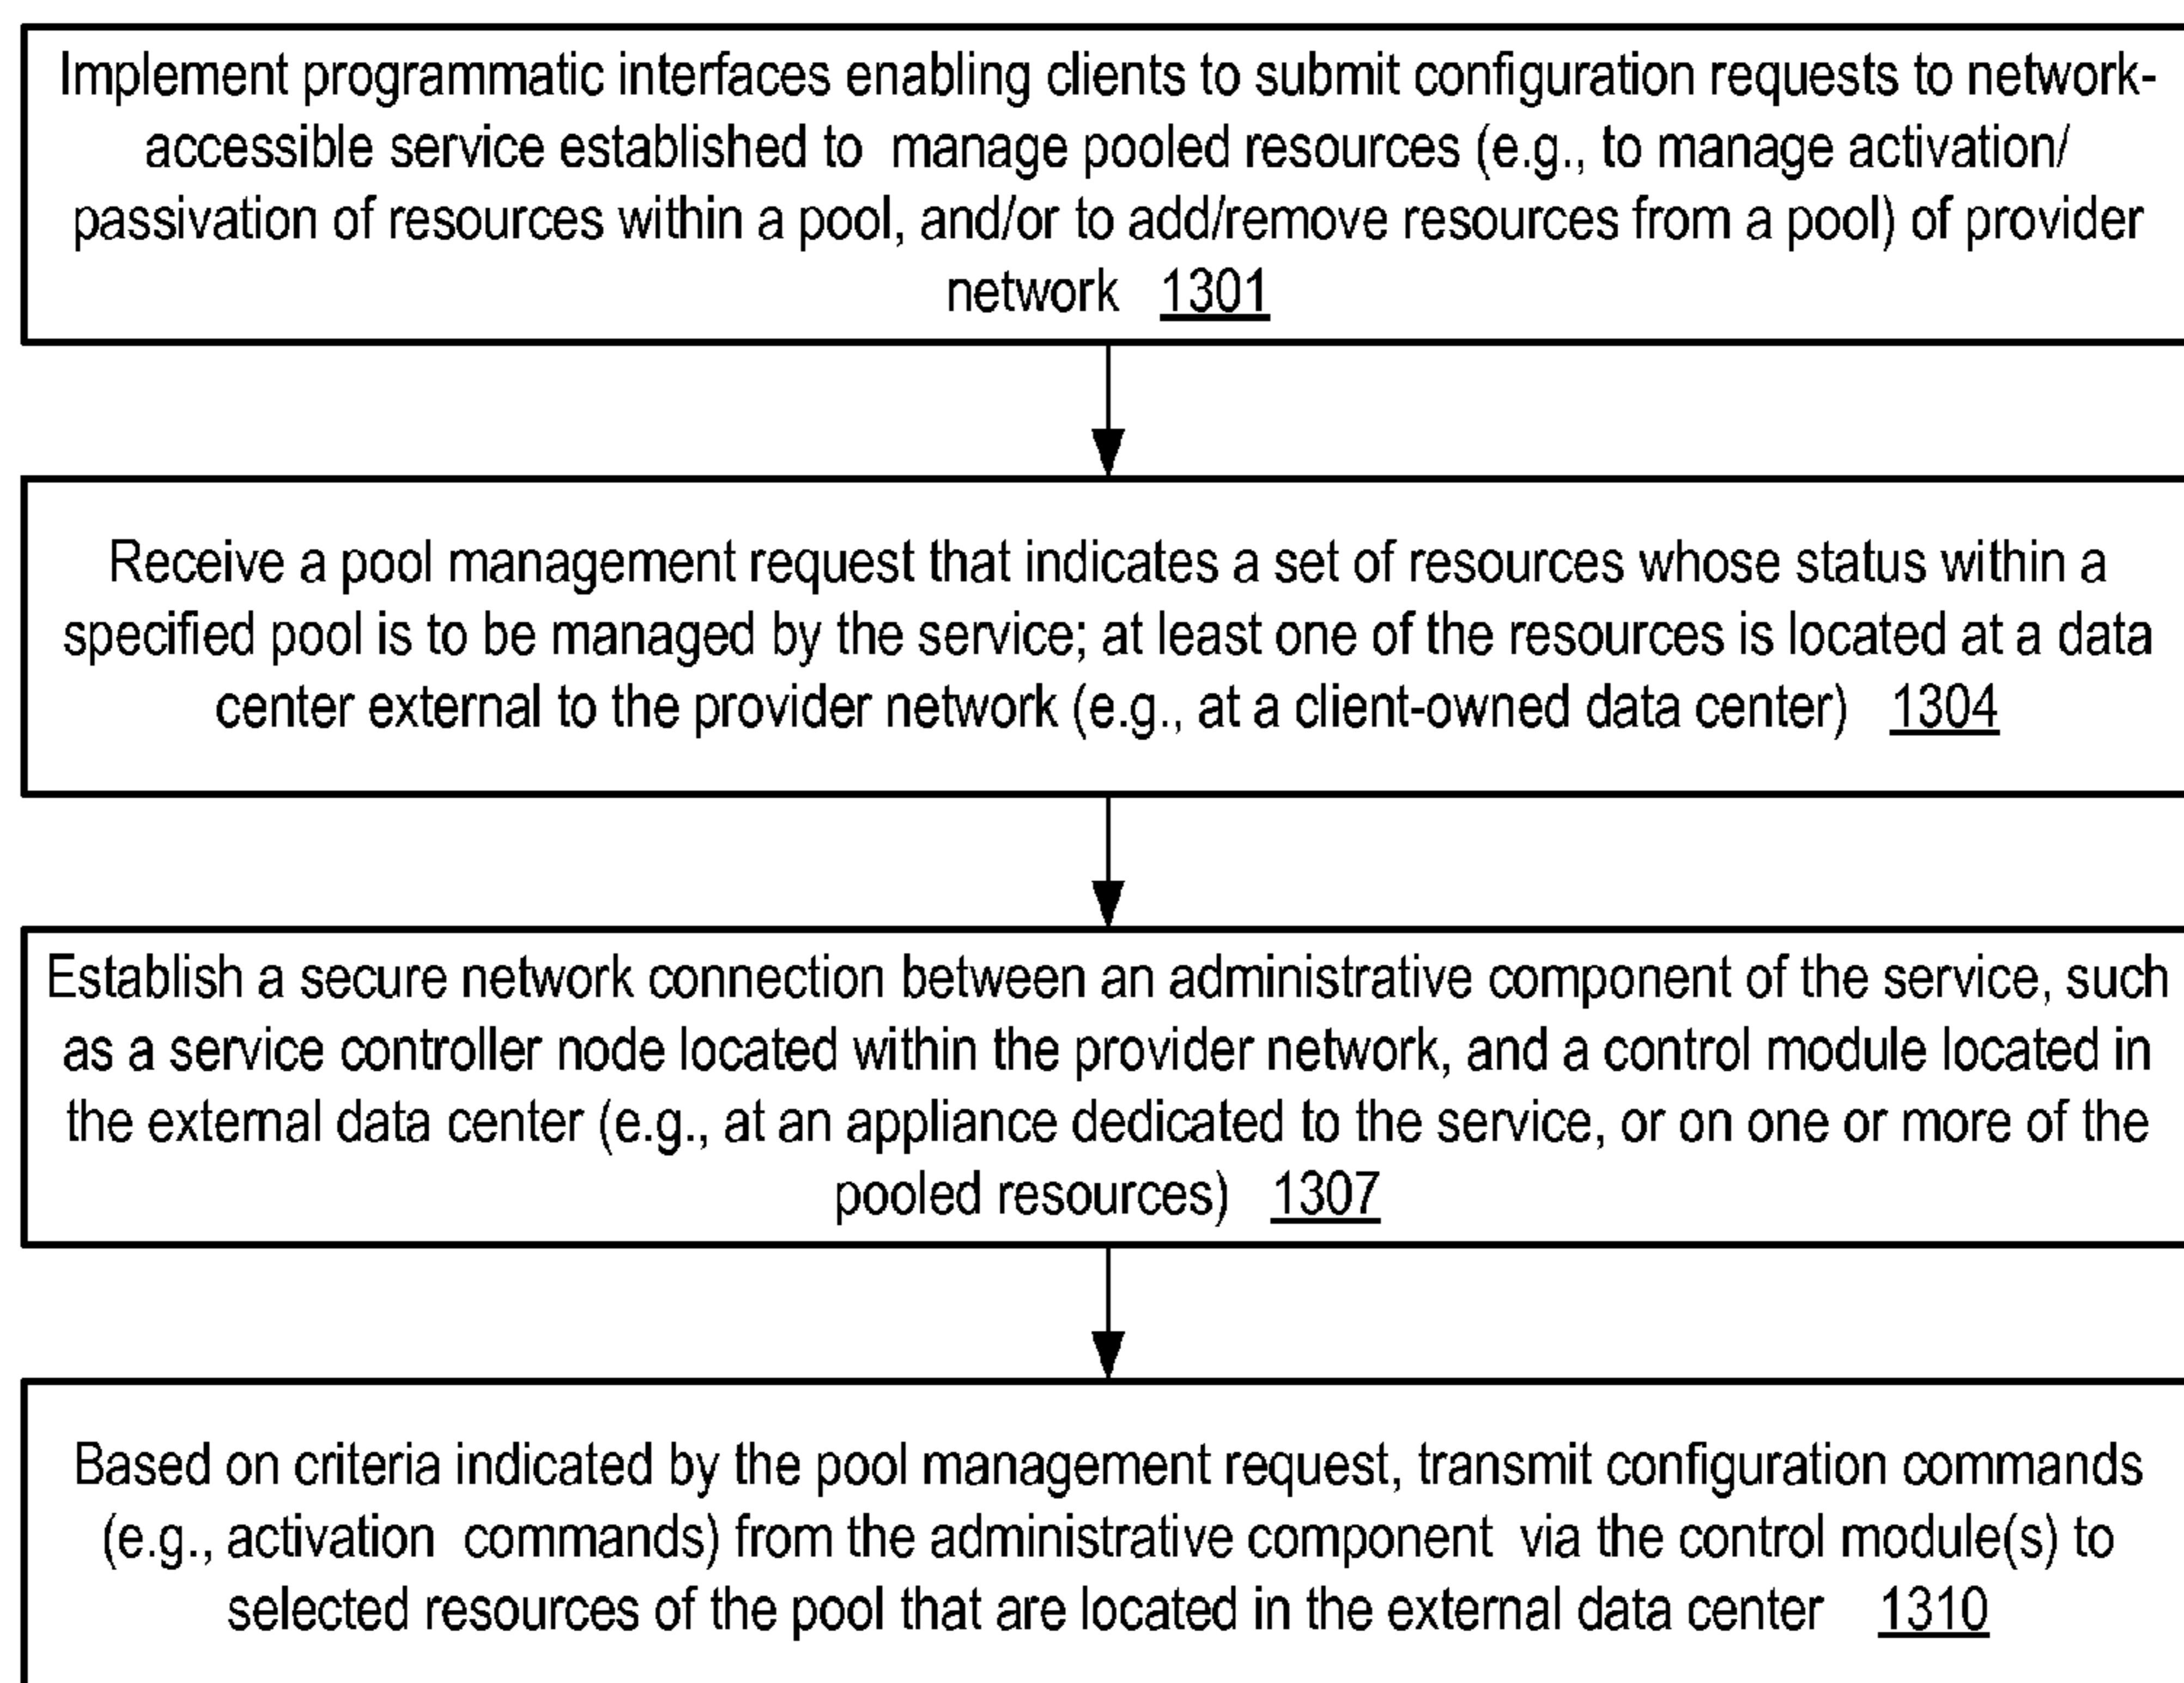 Implement programmatic interfaces enabling clients to submit configuration requests to network-
accessible service established to manage pooled resources (e.g., to manage activation/
passivation of resources within a pool, and/or to add/remove resources from a pool) of provider
network 1301
Receive a pool management request that indicates a set of resources whose status within a
specified pool is to be managed by the service; at least one of the resources is located at a data
center external to the provider network (e.g., at a client-owned data center) 1304
Establish a secure network connection between an administrative component of the service, such
as a service controller node located within the provider network, and a control module located in
the external data center (e.g., at an appliance dedicated to the service, or on one or more of the
pooled resources) 1307
Based on criteria indicated by the pool management request, transmit configuration commands
(e.g., activation commands) from the administrative component via the control module(s) to
selected resources of the pool that are located in the external data center 1310